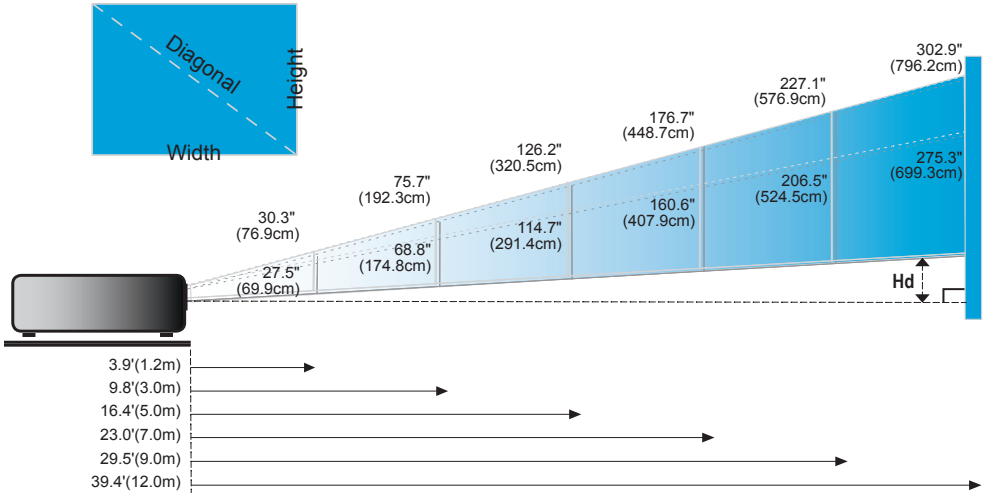 Diagonal
Height
Width
30.3"
(76.9cm)
75.7"
(192.3cm)
126.2"
(320.5cm)
176.7"
(448.7cm)
227.1"
(576.9cm)
302.9"
(796.2cm)
27.5"
(69.9cm)
68.8"
(174.8cm)
114.7"
(291.4cm)
160.6"
(407.9cm)
206.5"
(524.5cm)
275.3"
(699.3cm)
Hd
3.9'(1.2m)
9.8'(3.0m)
16.4'(5.0m)
23.0'(7.0m)
29.5'(9.0m)
39.4'(12.0m)